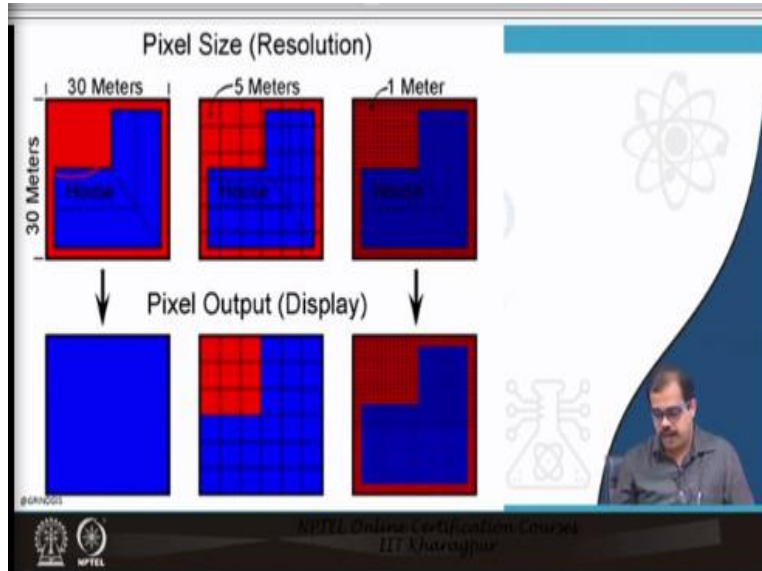 Pixel Size (Resolution)
30 Meters
5 Meters
1 Meter
30 Meters
House
House
House
Pixel Output (Display)
NPTEL Online Certification Courses
IIT Kharagpur
NPTEL